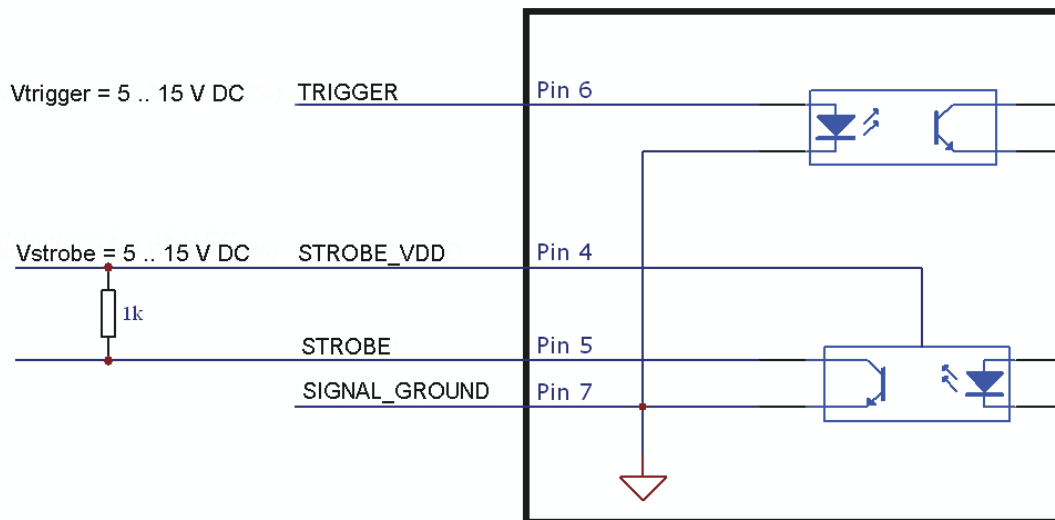 Vtrigger = 5 .. 15 V DC TRIGGER Pin 6
Vstrobe = 5 .. 15 V DC STROBE_VDD Pin 4
1k
STROBE Pin 5
SIGNAL_GROUND Pin 7